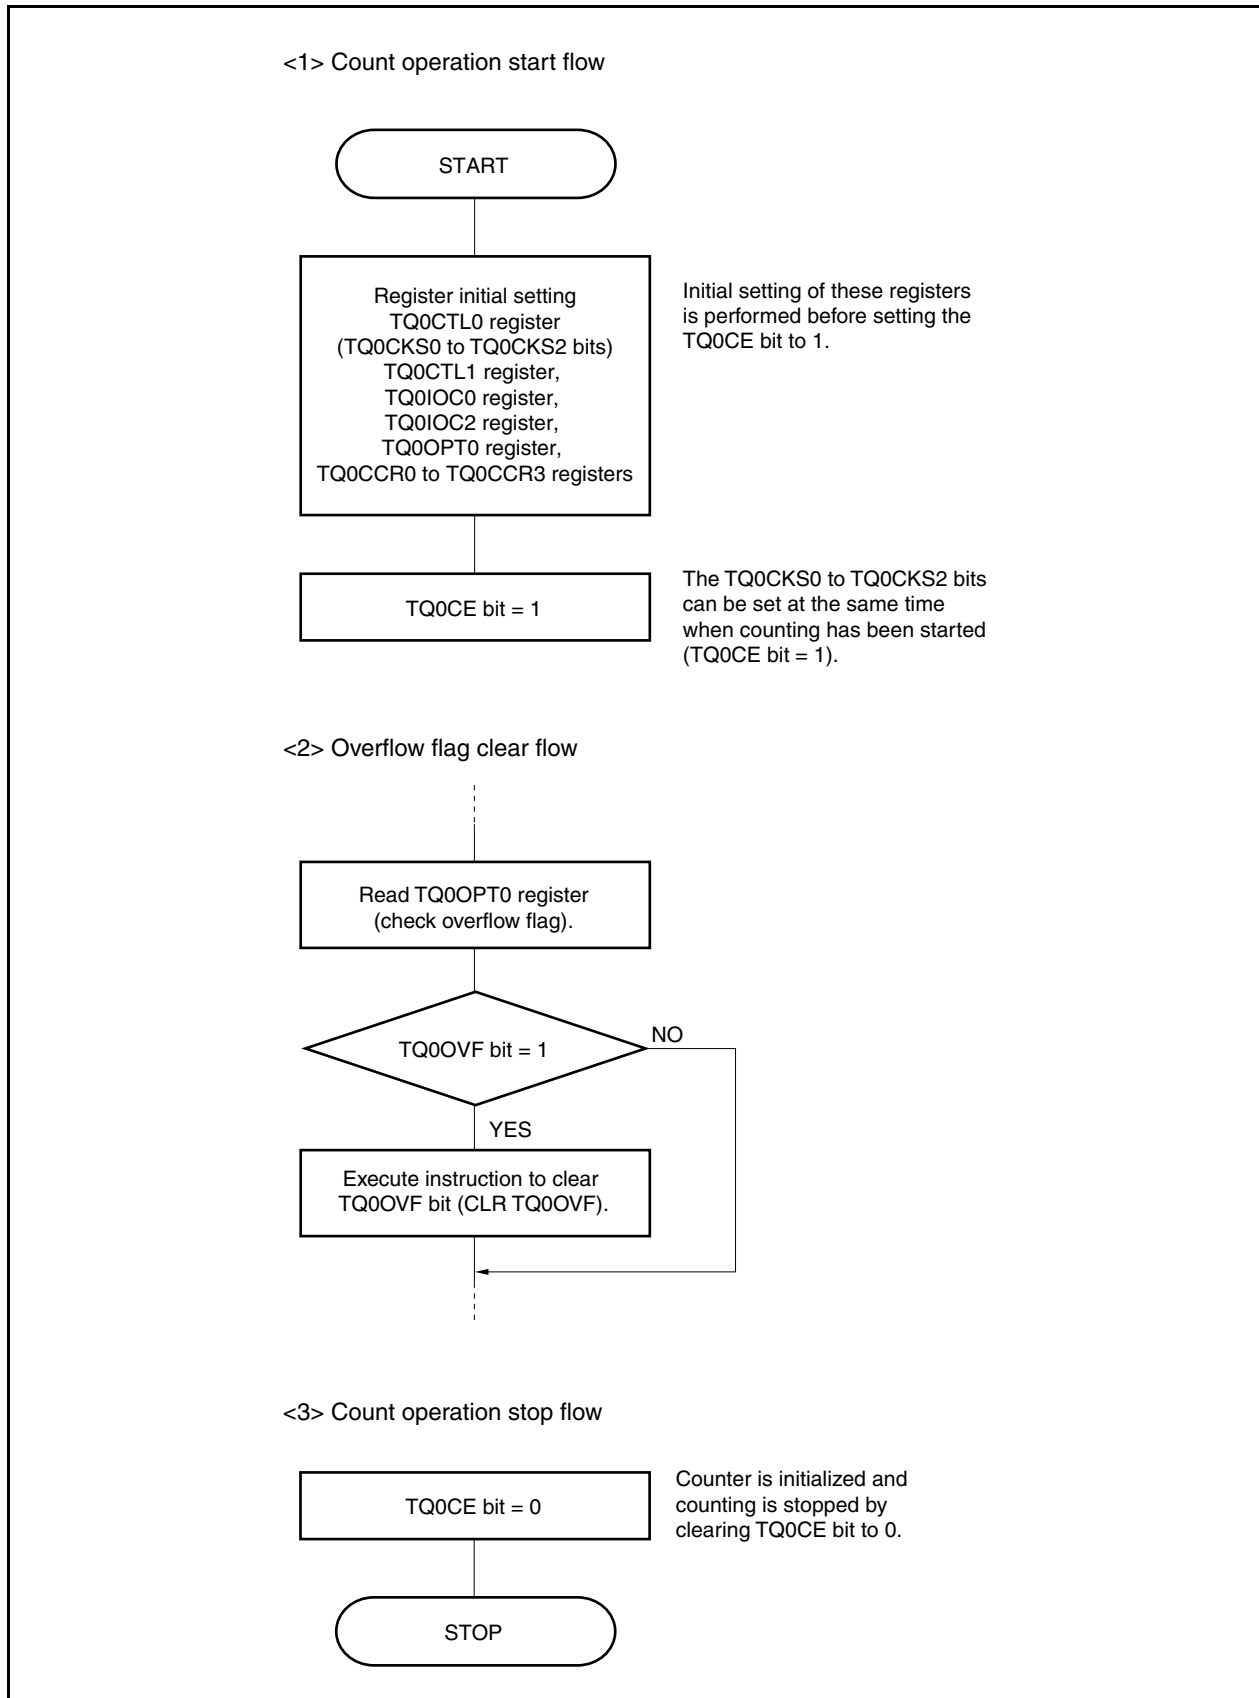 <1> Count operation start flow
START
Register initial setting
TQ0CTL0 register
(TQ0CKS0 to TQ0CKS2 bits)
TQ0CTL1 register,
TQ0IOC0 register,
TQ0IOC2 register,
TQ0OPT0 register,
TQ0CCR0 to TQ0CCR3 registers
Initial setting of these registers
is performed before setting the
TQ0CE bit to 1.
TQ0CE bit = 1
The TQ0CKS0 to TQ0CKS2 bits
can be set at the same time
when counting has been started
(TQ0CE bit = 1).
<2> Overflow flag clear flow
Read TQ0OPT0 register
(check overflow flag).
TQ0OVF bit = 1
NO
YES
Execute instruction to clear
TQ0OVF bit (CLR TQ0OVF).
<3> Count operation stop flow
TQ0CE bit = 0
Counter is initialized and
counting is stopped by
clearing TQ0CE bit to 0.
STOP